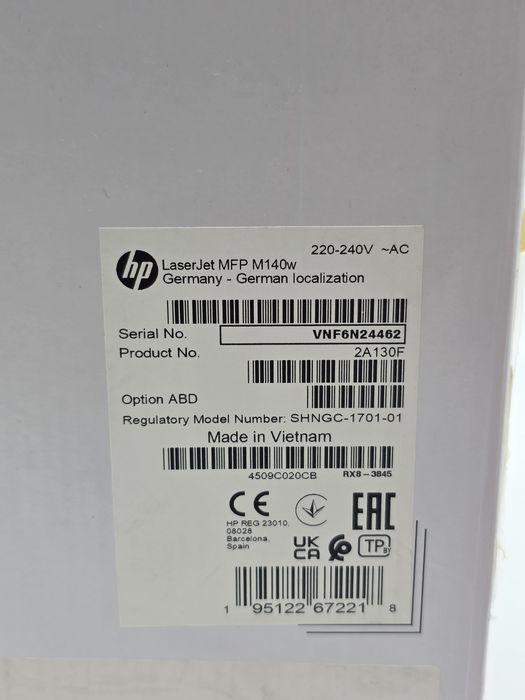 220-240V ~AC
hp LaserJet MFP M140w
Germany - German localization
Serial No. VNF6N24462
Product No. 2A130F
Option ABD
Regulatory Model Number: SHNGC-1701-01
Made in Vietnam
4509C020CB RX8-3845
CE EAC
HP REG 23010,
08028
Barcelona,
Spain
UK
CA TP BY
1 95122 67221 8